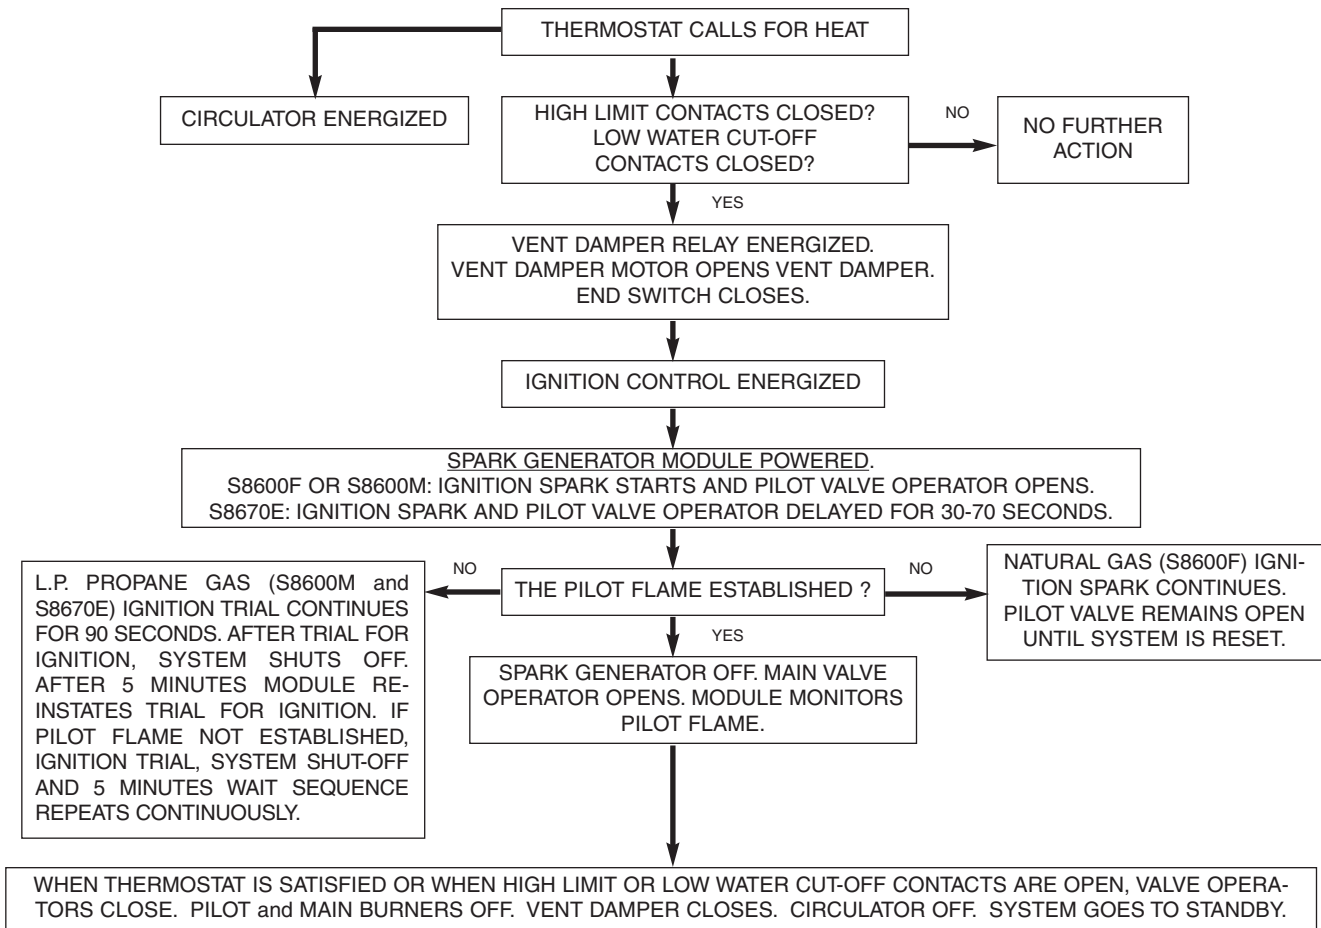 THERMOSTAT CALLS FOR HEAT
CIRCULATOR ENERGIZED
HIGH LIMIT CONTACTS CLOSED?
LOW WATER CUT-OFF
CONTACTS CLOSED?
NO
NO FURTHER
ACTION
YES
VENT DAMPER RELAY ENERGIZED.
VENT DAMPER MOTOR OPENS VENT DAMPER.
END SWITCH CLOSES.
IGNITION CONTROL ENERGIZED
SPARK GENERATOR MODULE POWERED.
S8600F OR S8600M: IGNITION SPARK STARTS AND PILOT VALVE OPERATOR OPENS.
S8670E: IGNITION SPARK AND PILOT VALVE OPERATOR DELAYED FOR 30-70 SECONDS.
THE PILOT FLAME ESTABLISHED ?
NO
L.P. PROPANE GAS (S8600M and
S8670E) IGNITION TRIAL CONTINUES
FOR 90 SECONDS. AFTER TRIAL FOR
IGNITION, SYSTEM SHUTS OFF.
AFTER 5 MINUTES MODULE RE-
INSTATES TRIAL FOR IGNITION. IF
PILOT FLAME NOT ESTABLISHED,
IGNITION TRIAL, SYSTEM SHUT-OFF
AND 5 MINUTES WAIT SEQUENCE
REPEATS CONTINUOUSLY.
NO
NATURAL GAS (S8600F) IGNI-
TION SPARK CONTINUES.
PILOT VALVE REMAINS OPEN
UNTIL SYSTEM IS RESET.
YES
SPARK GENERATOR OFF. MAIN VALVE
OPERATOR OPENS. MODULE MONITORS
PILOT FLAME.
WHEN THERMOSTAT IS SATISFIED OR WHEN HIGH LIMIT OR LOW WATER CUT-OFF CONTACTS ARE OPEN, VALVE OPERA-
TORS CLOSE. PILOT and MAIN BURNERS OFF. VENT DAMPER CLOSES. CIRCULATOR OFF. SYSTEM GOES TO STANDBY.